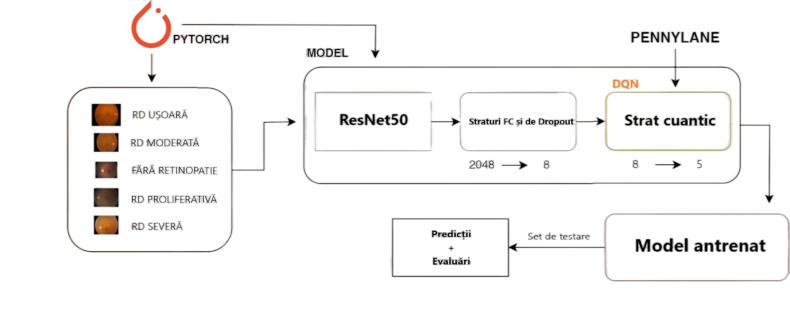 PYTORCH
MODEL
PENNYLANE
DQN
RD UȘOARĂ
RD MODERATĂ
FĂRĂ RETINOPATIE
RD PROLIFERATIVĂ
RD SEVERĂ
ResNet50
Straturi FC și de Dropout
Strat cuantic
2048
8
8
5
Predicții
+
Evaluări
Set de testare
Model antrenat